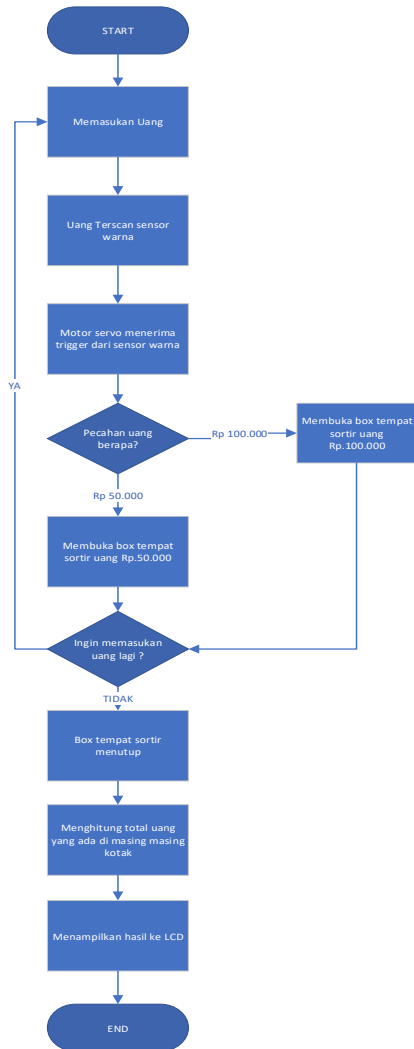 START
Memasukan Uang
Uang Terscan sensor
warna
Motor servo menerima
trigger dari sensor warna
YA
Pecahan uang
berapa?
Rp 100.000
Membuka box tempat
sortir uang
Rp.100.000
Rp 50.000
Membuka box tempat
sortir uang Rp.50.000
Ingin memasukan
uang lagi ?
TIDAK
Box tempat sortir
menutup
Menghitung total uang
yang ada di masing masing
kotak
Menampilkan hasil ke LCD
END